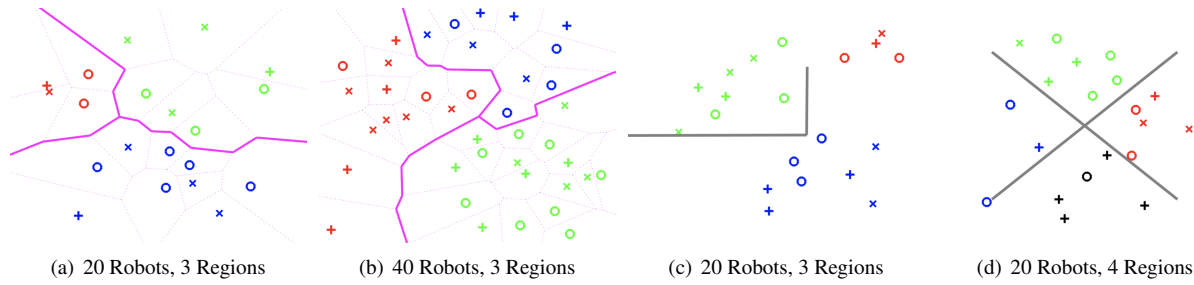 (a) 20 Robots, 3 Regions
(b) 40 Robots, 3 Regions
(c) 20 Robots, 3 Regions
(d) 20 Robots, 4 Regions